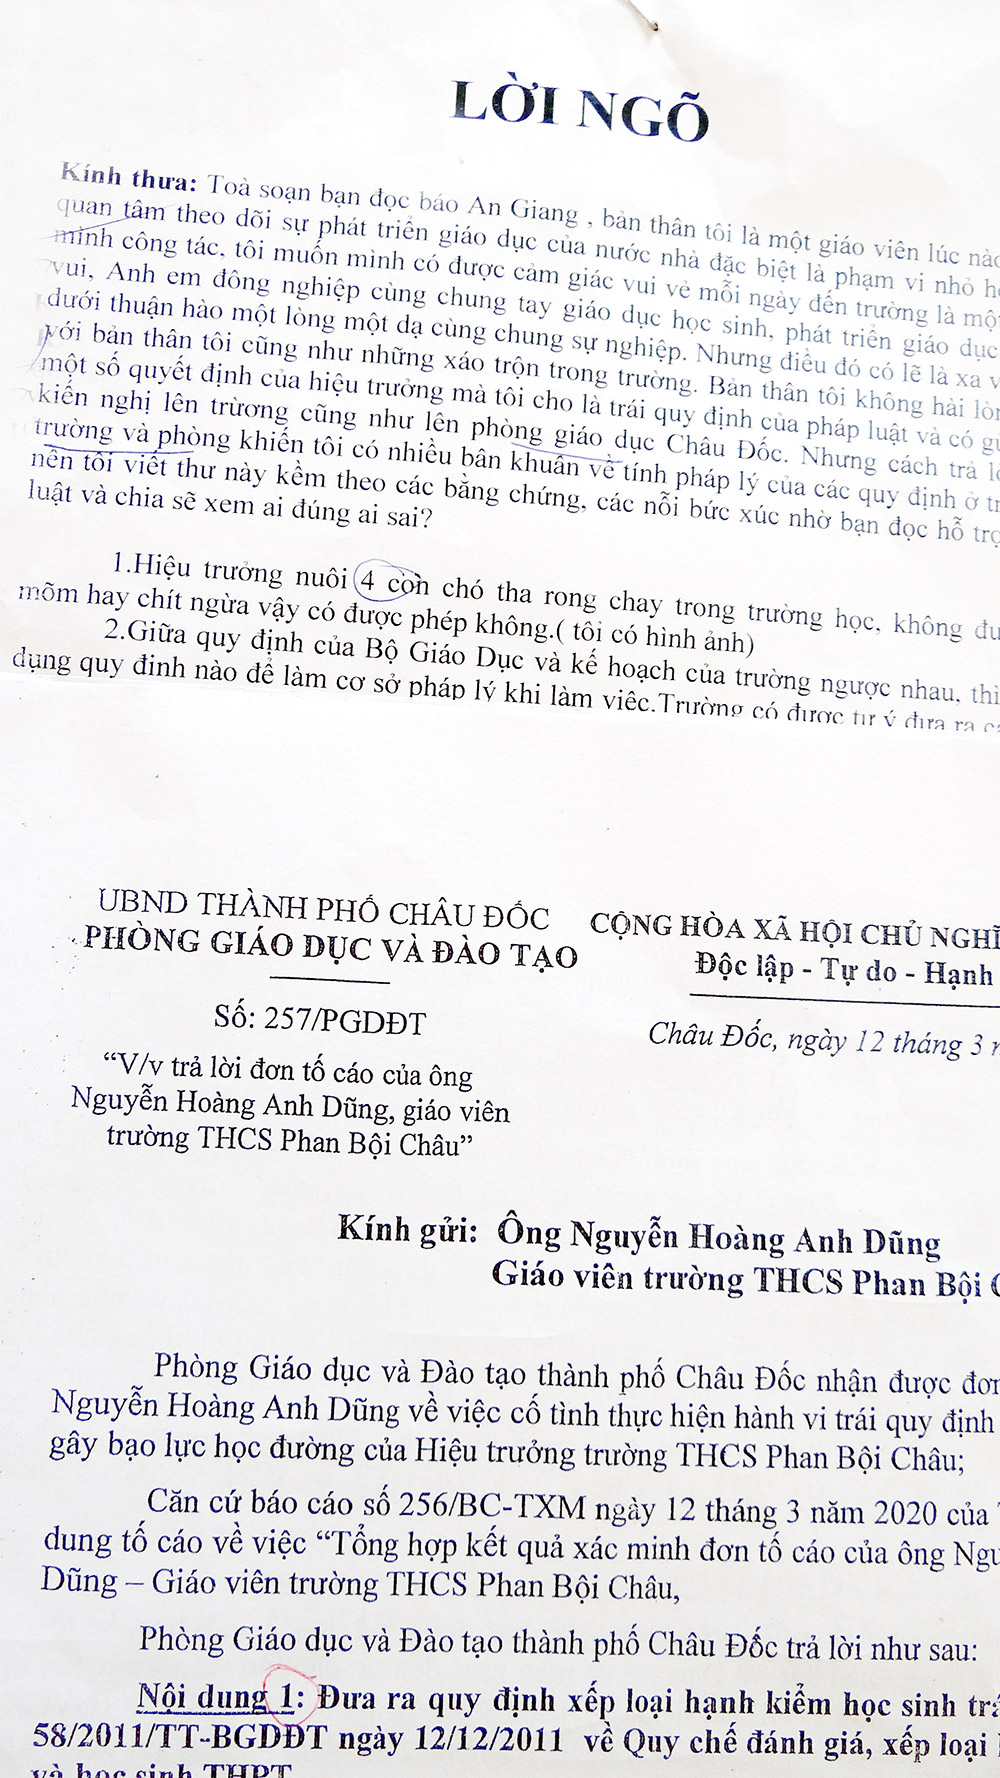 LỜI NGÕ
Kính thưa: Toà soạn bạn đọc báo An Giang , bản thân tôi là một giáo viên lúc nào
quan tâm theo dõi sự phát triển giáo dục của nước nhà đặc biệt là phạm vi nhỏ
mình công tác, tôi muốn mình có được cảm giác vui vẻ mỗi ngày đến trường là
vui, Anh em đông nghiệp cùng chung tay giáo dục học sinh, phát triển giáo dục
dưới thuận hào một lòng một dạ cùng chung sự nghiệp. Nhưng điều đó có lẽ là xa
với bản thân tôi cũng như những xáo trộn trong trường. Bản thân tôi không hài
một số quyết định của hiệu trưởng mà tôi cho là trái quy định của pháp luật và có
kiến nghị lên trừơng cũng như lên phòng giáo dục Châu Đốc. Nhưng cách trả
trường và phòng khiến tôi có nhiều bân khuân về tính pháp lý của các quy định ở
nên tôi viết thư này kềm theo các bằng chứng, các nỗi bức xúc nhờ bạn đọc hỗ
luật và chia sẽ xem ai đúng ai sai?
1.Hiệu trưởng nuôi 4 còn chó tha rong chay trong trường học, không
mõm hay chít ngừa vậy có được phép không.( tôi có hình ảnh)
2.Giữa quy định của Bộ Giáo Dục và kế hoạch của trường ngược nhau, thì
dụng quy đinh nào để làm cơ sở pháp lý khi làm việc.Trường có được tự ý đưa ra
UBND THÀNH PHỐ CHÂU ĐỐC
PHÒNG GIÁO DỤC VÀ ĐÀO TẠO
CỘNG HÒA XÃ HỘI CHỦ NGHĨ
Độc lập - Tự do - Hạnh
Số: 257/PGDĐT
Châu Đốc, ngày 12 tháng 3
“V/v trả lời đơn tố cáo của ông
Nguyễn Hoàng Anh Dũng, giáo viên
trường THCS Phan Bội Châu”
Kính gửi: Ông Nguyễn Hoàng Anh Dũng
Giáo viên trường THCS Phan Bội
Phòng Giáo dục và Đào tạo thành phố Châu Đốc nhận được đơn
Nguyễn Hoàng Anh Dũng về việc cố tình thực hiện hành vi trái quy định
gây bạo lực học đường của Hiệu trưởng trường THCS Phan Bội Châu;
Căn cứ báo cáo số 256/BC-TXM ngày 12 tháng 3 năm 2020 của
dung tố cáo về việc “Tổng hợp kết quả xác minh đơn tố cáo của ông Ngu
Dũng – Giáo viên trường THCS Phan Bội Châu,
Phòng Giáo dục và Đào tạo thành phố Châu Đốc trả lời như sau:
Nội dung 1: Đưa ra quy định xếp loại hạnh kiểm học sinh trá
58/2011/TT-BGDĐT ngày 12/12/2011 về Quy chế đánh giá, xếp loại
và học sinh THPT